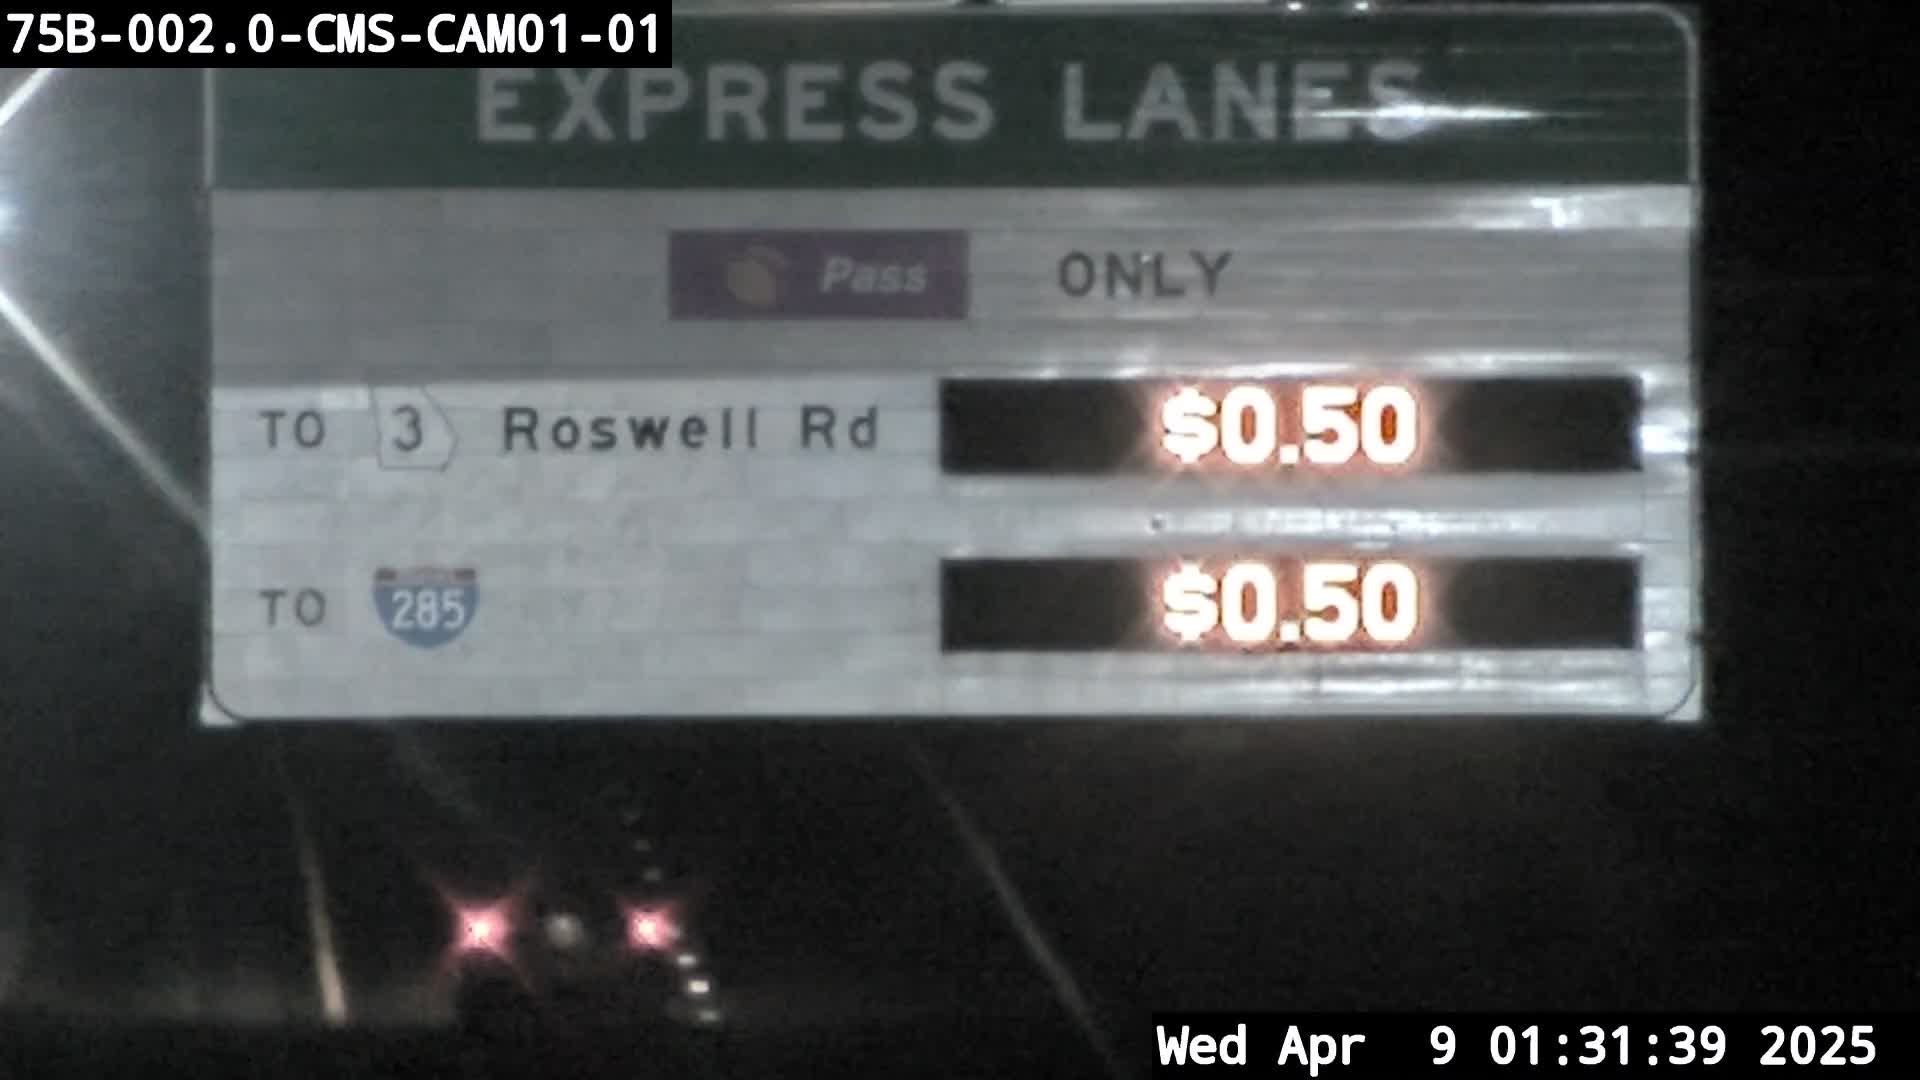 75B-002.0-CMS-CAM01-01
EXPRESS LANES
Pass ONLY
TO 3 Roswell Rd $0.50
TO 285 $0.50
Wed Apr 9 01:31:39 2025